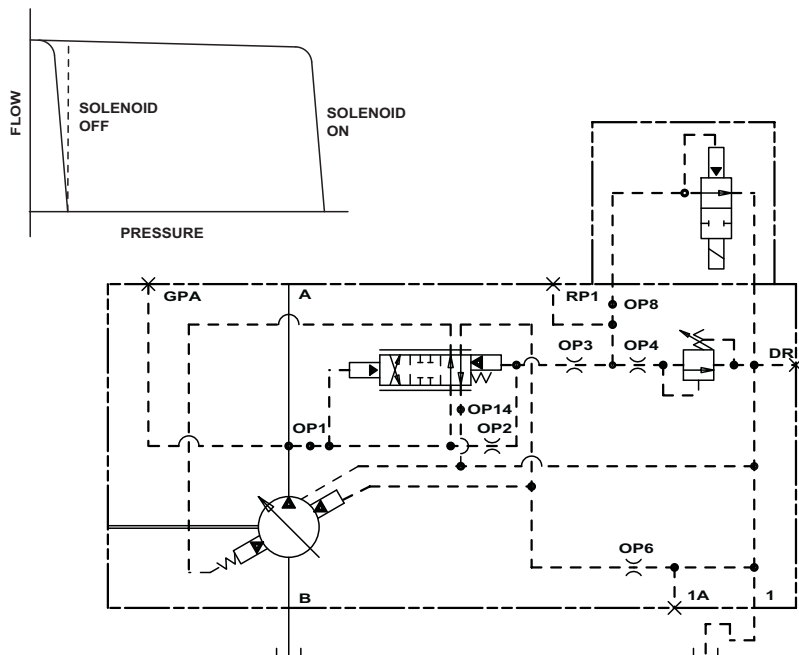 FLOW
SOLENOID
OFF
SOLENOID
ON
PRESSURE
GPA
A
RP1
OP8
OP3
OP4
DR
OP14
OP1
OP2
OP6
B
1A
1